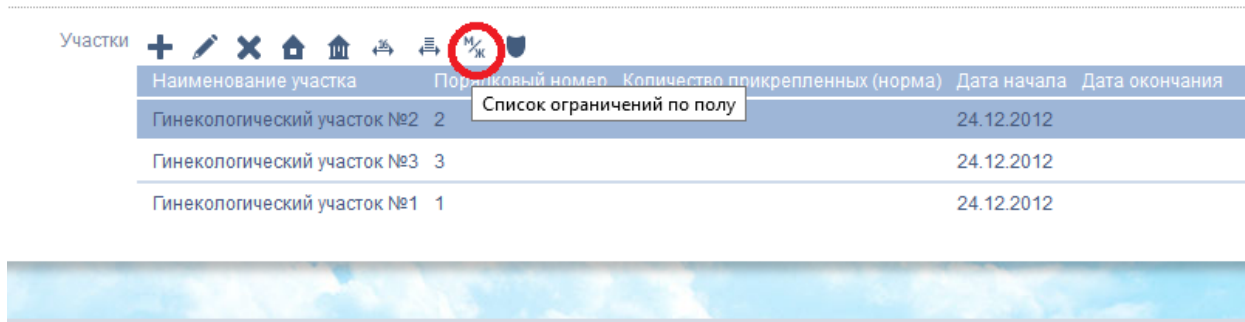 Участки
М/Ж
Наименование участка Порядковый номер Количество прикрепленных (норма) Дата начала Дата окончания
Список ограничений по полу
Гинекологический участок №2 2 24.12.2012
Гинекологический участок №3 3 24.12.2012
Гинекологический участок №1 1 24.12.2012